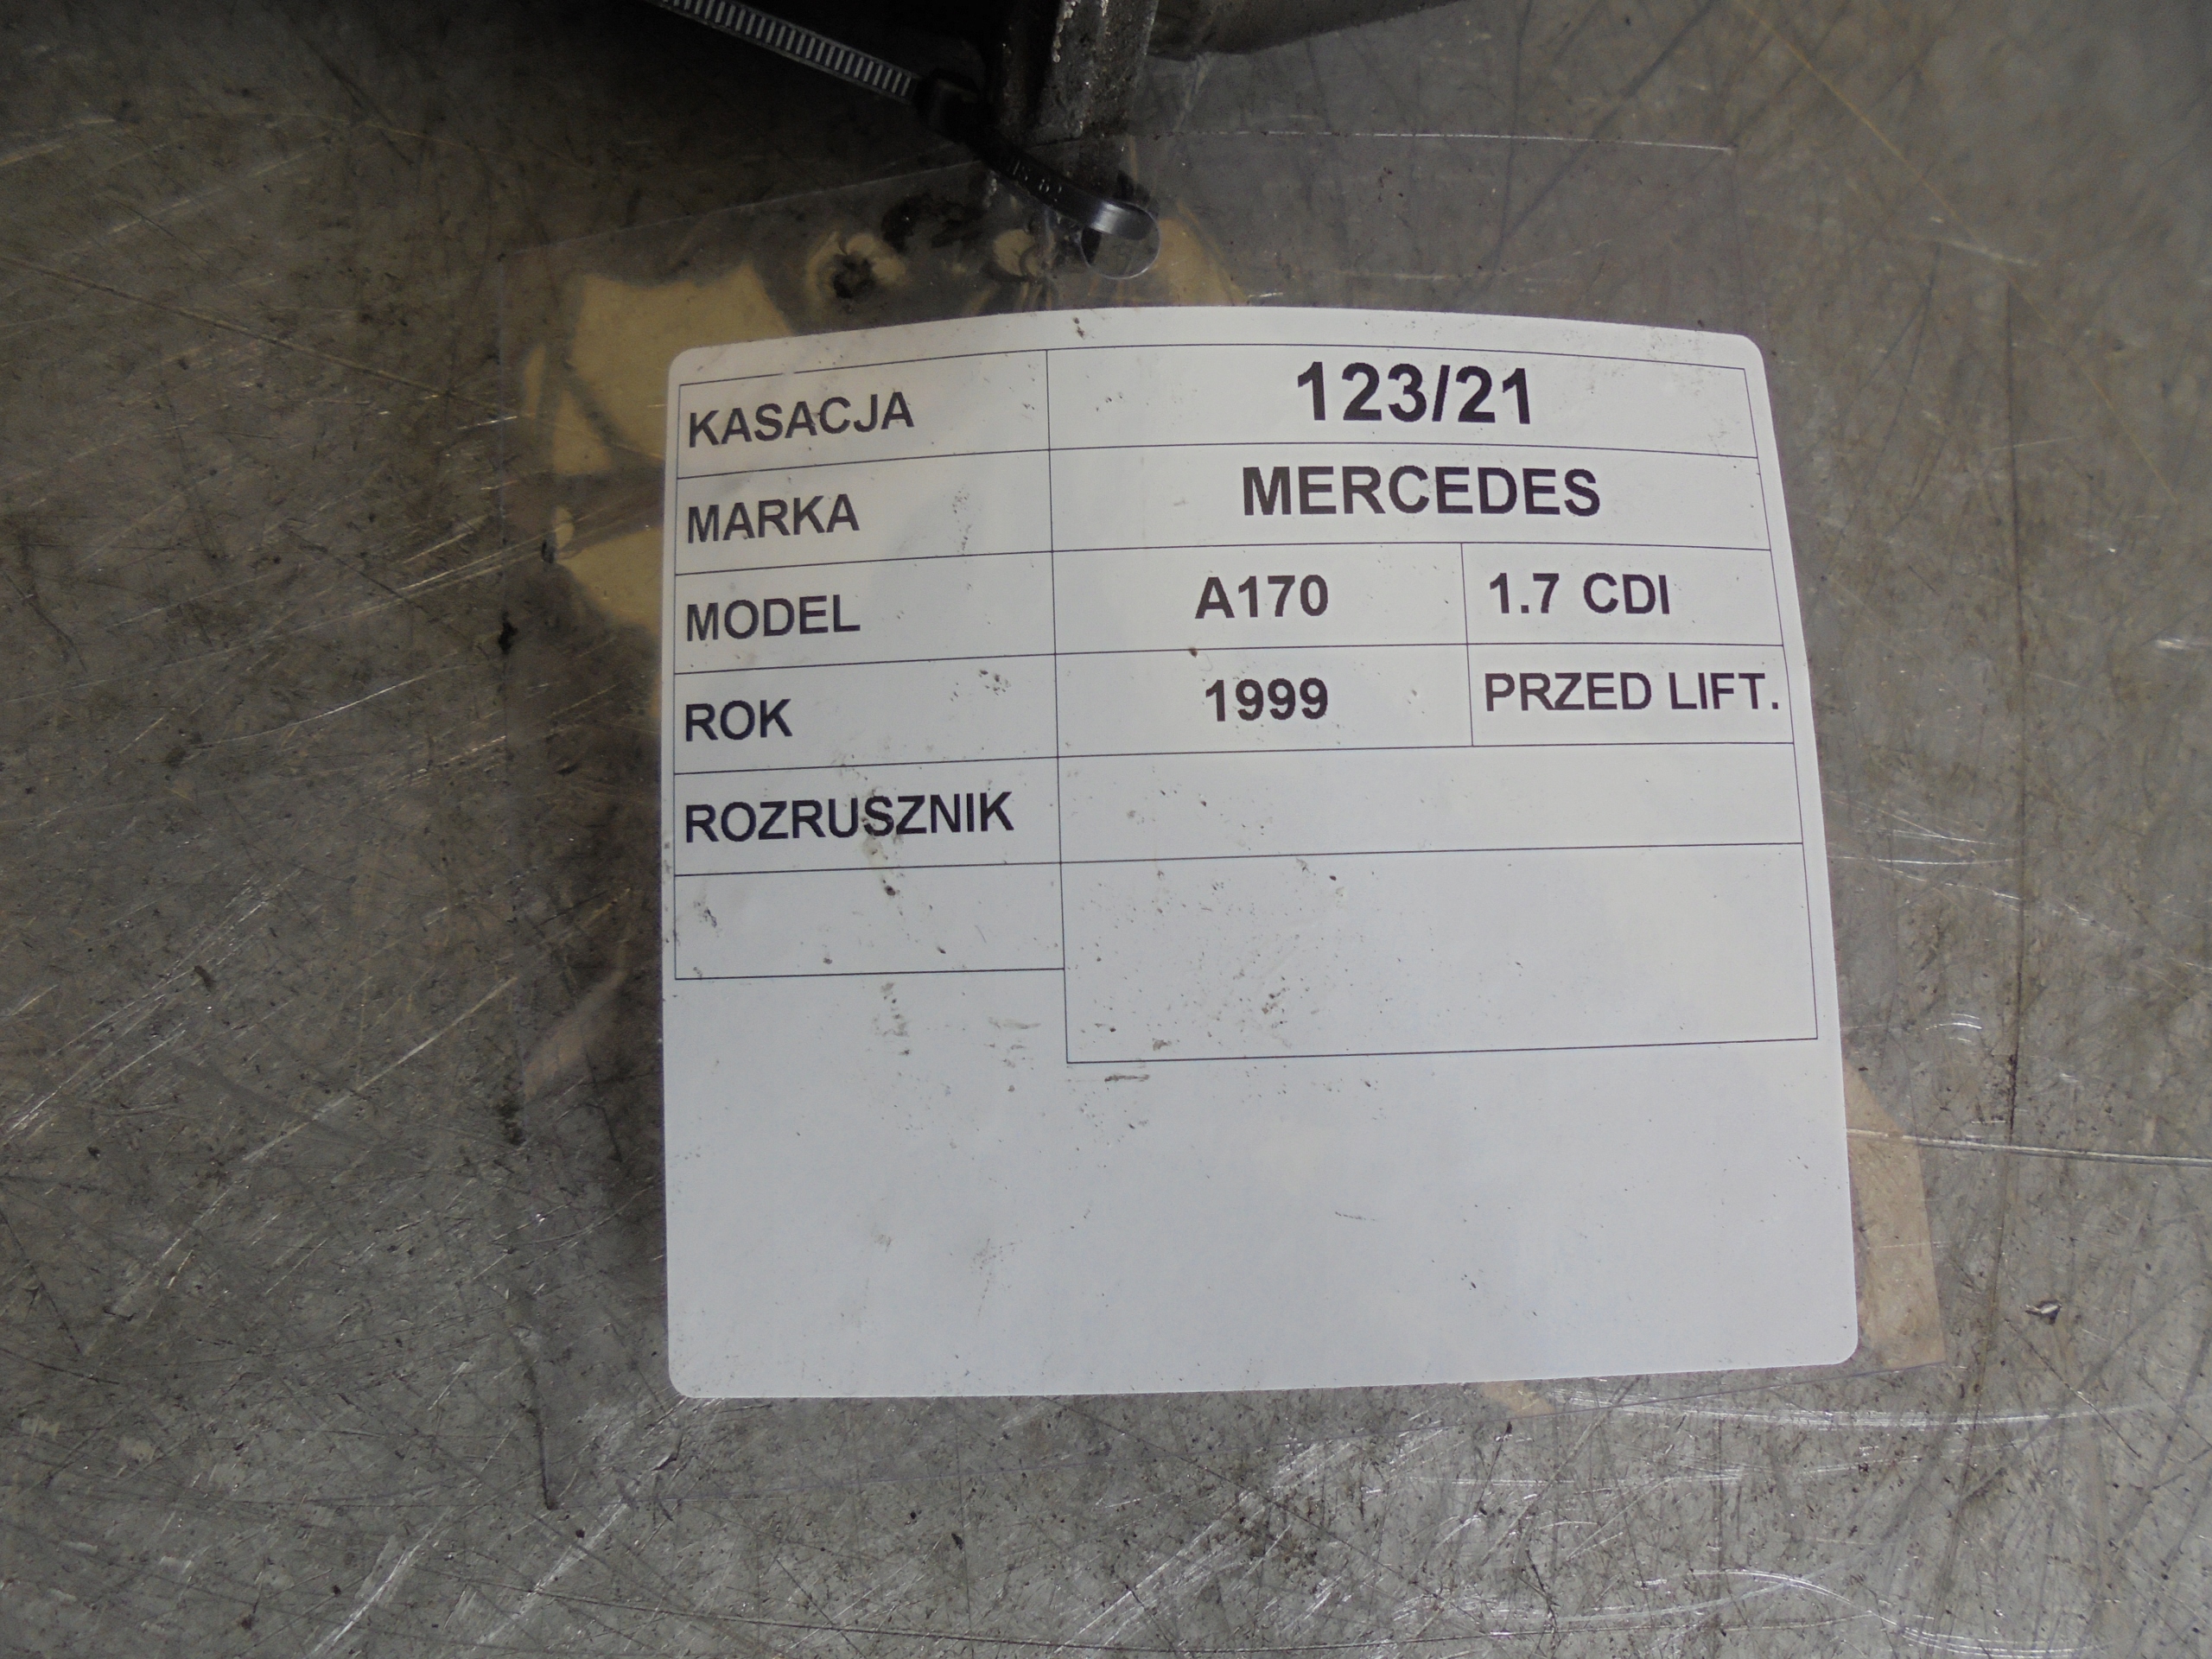 KASACJA 123/21
MARKA MERCEDES
MODEL A170 1.7 CDI
ROK 1999 PRZED LIFT.
ROZRUSZNIK